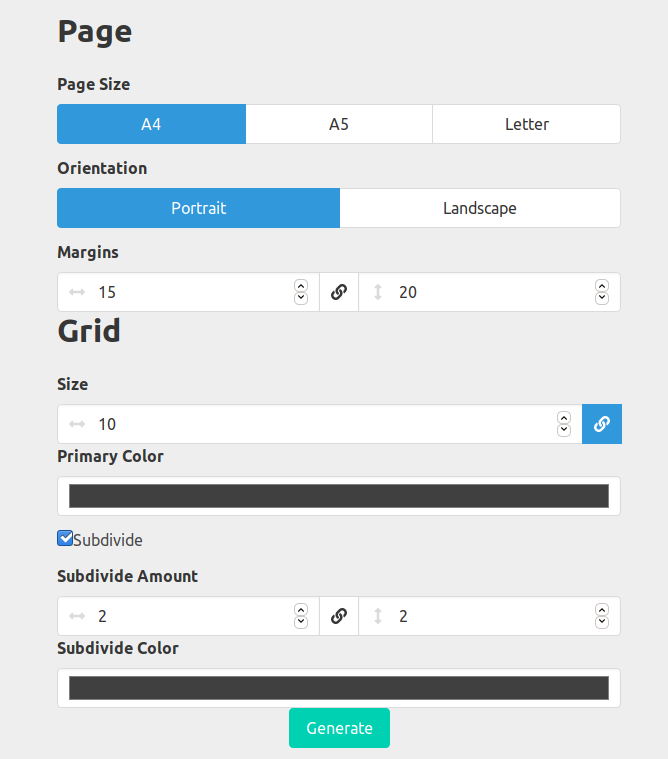 Page
Page Size
A4 A5 Letter
Orientation
Portrait Landscape
Margins
15 20
Grid
Size
10
Primary Color
Subdivide
Subdivide Amount
2 2
Subdivide Color
Generate